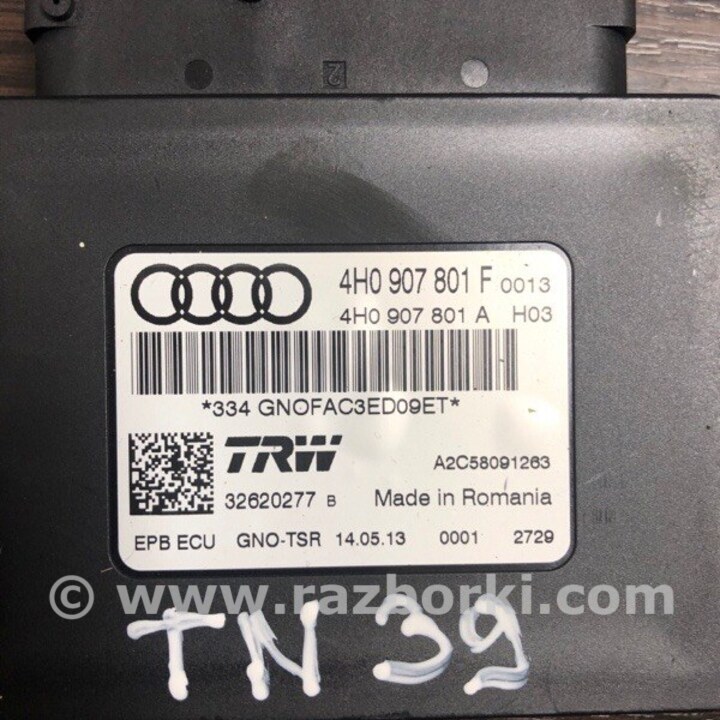 2
4H0 907 801 F 0013
4H0 907 801 A H03
*334 GNOFAC3ED09ET*
TRW A2C58091263
32620277 B Made in Romania
EPB ECU GNO-TSR 14.05.13 0001 2729
© www.razborki.com
TN39